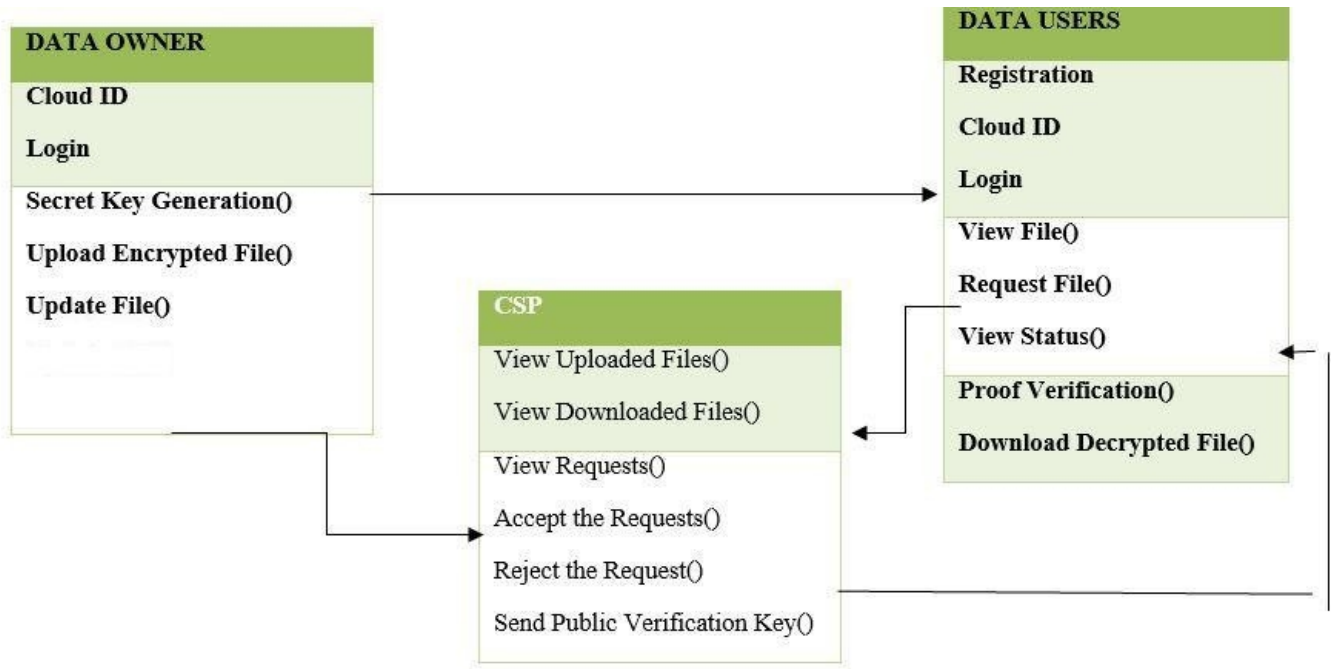 DATA OWNER
Cloud ID
Login
Secret Key Generation()
Upload Encrypted File()
Update File()
DATA USERS
Registration
Cloud ID
Login
View File()
Request File()
View Status()
Proof Verification()
Download Decrypted File()
CSP
View Uploaded Files()
View Downloaded Files()
View Requests()
Accept the Requests()
Reject the Request()
Send Public Verification Key()